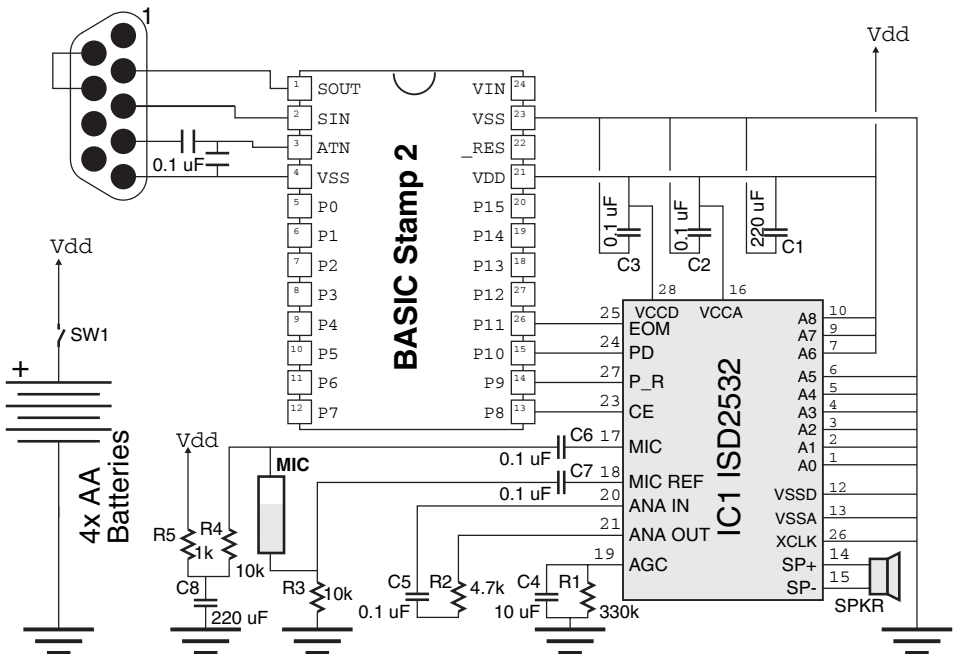 1
Vdd
0.1 uF
1 SOUT
2 SIN
3 ATN
4 VSS
5 P0
6 P1
7 P2
8 P3
9 P4
10 P5
11 P6
12 P7
BASIC Stamp 2
VIN 24
VSS 23
_RES 22
VDD 21
P15 20
P14 19
P13 18
P12 27
P11 26
P10 15
P9 14
P8 13
0.1 uF
C3
0.1 uF
C2
220 uF
C1
Vdd
SW1
+
4x AA
Batteries
28
VCCD
16
VCCA
25 EOM
24 PD
27 P_R
23 CE
17 MIC
18 MIC REF
20 ANA IN
21 ANA OUT
19 AGC
IC1 ISD2532
A8 10
A7 9
A6 7
A5 6
A4 5
A3 4
A2 3
A1 2
A0 1
VSSD 12
VSSA 13
XCLK 26
SP+ 14
SP- 15
SPKR
C6
0.1 uF
C7
0.1 uF
Vdd
MIC
R5
1k
R4
10k
C8
220 uF
R3
10k
C5
0.1 uF
R2
4.7k
C4
10 uF
R1
330k